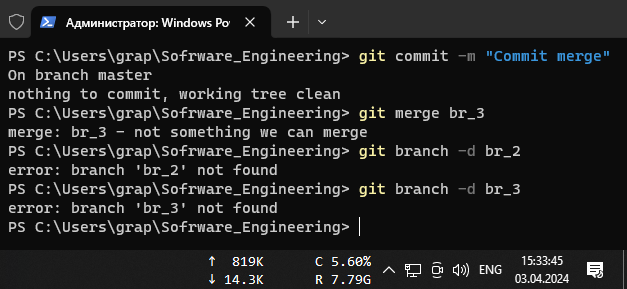 Администратор: Windows Po
PS C:\Users\grap\Sofrware_Engineering> git commit -m "Commit merge"
On branch master
nothing to commit, working tree clean
PS C:\Users\grap\Sofrware_Engineering> git merge br_3
merge: br_3 - not something we can merge
PS C:\Users\grap\Sofrware_Engineering> git branch -d br_2
error: branch 'br_2' not found
PS C:\Users\grap\Sofrware_Engineering> git branch -d br_3
error: branch 'br_3' not found
PS C:\Users\grap\Sofrware_Engineering>
↑ 819K C 5.60% 15:33:45
ENG
↓ 14.3K R 7.79G 03.04.2024